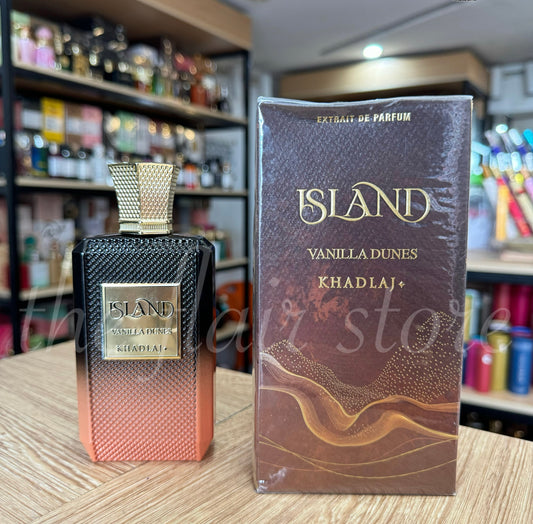 EXTRAIT DE PARFUM
ISLAND
VANILLA DUNES
KHADLAJ
ISLAND
VANILLA DUNES
KHADLAJ
the flair store